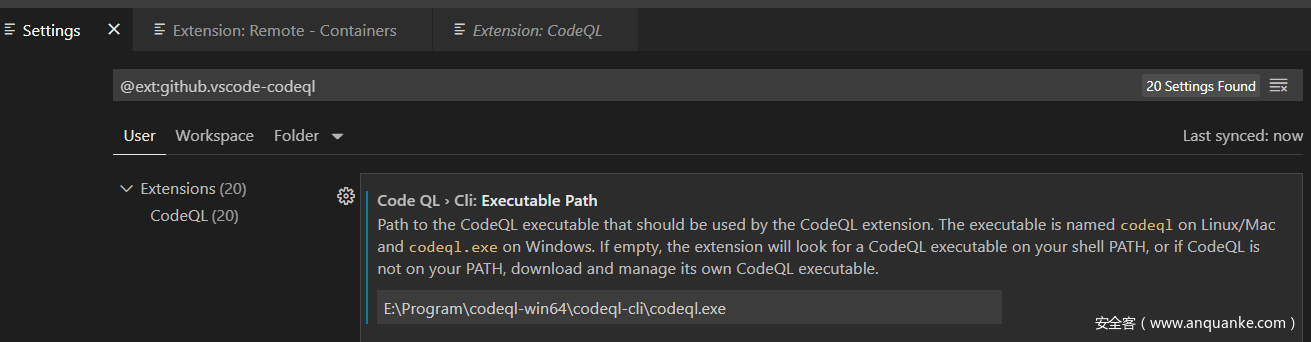 Settings Extension: Remote - Containers Extension: CodeQL
@ext:github.vscode-codeql 20 Settings Found
User Workspace Folder Last synced: now
Extensions (20)
CodeQL (20)
Code QL › Cli: Executable Path
Path to the CodeQL executable that should be used by the CodeQL extension. The executable is named codeql on Linux/Mac
and codeql.exe on Windows. If empty, the extension will look for a CodeQL executable on your shell PATH, or if CodeQL is
not on your PATH, download and manage its own CodeQL executable.
E:\Program\codeql-win64\codeql-cli\codeql.exe
安全客（www.anquanke.com）